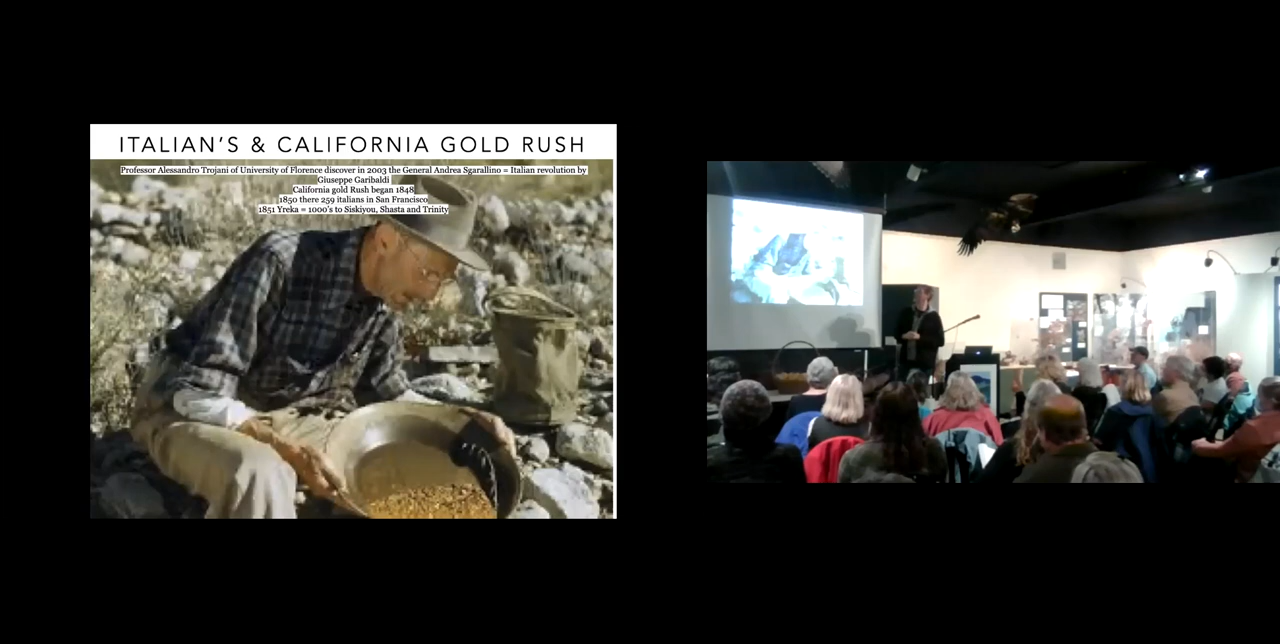 ITALIAN'S & CALIFORNIA GOLD RUSH
Professor Alessandro Trojani of University of Florence discover in 2003 the General Andrea Sgarallino = Italian revolution by
Giuseppe Garibaldi
California gold Rush began 1848
1850 there 259 italians in San Francisco
1851 Yreka = 1000's to Siskiyou, Shasta and Trinity